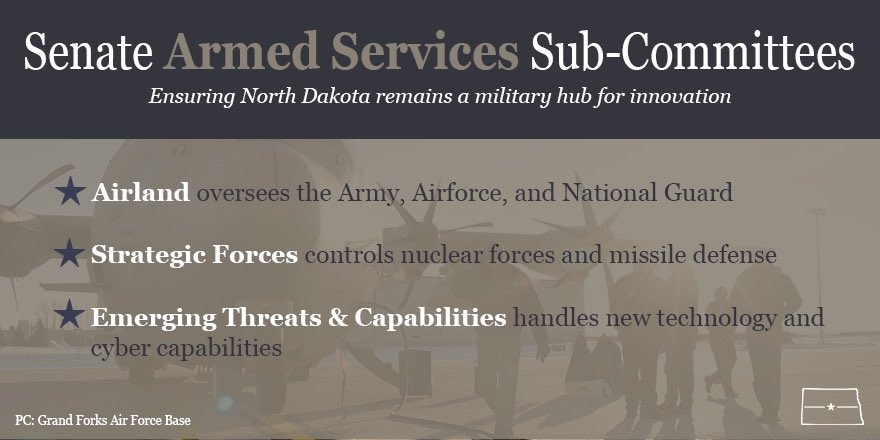 Senate Armed Services Sub-Committees
Ensuring North Dakota remains a military hub for innovation
Airland oversees the Army, Airforce, and National Guard
Strategic Forces controls nuclear forces and missile defense
Emerging Threats & Capabilities handles new technology and
cyber capabilities
PC: Grand Forks Air Force Base